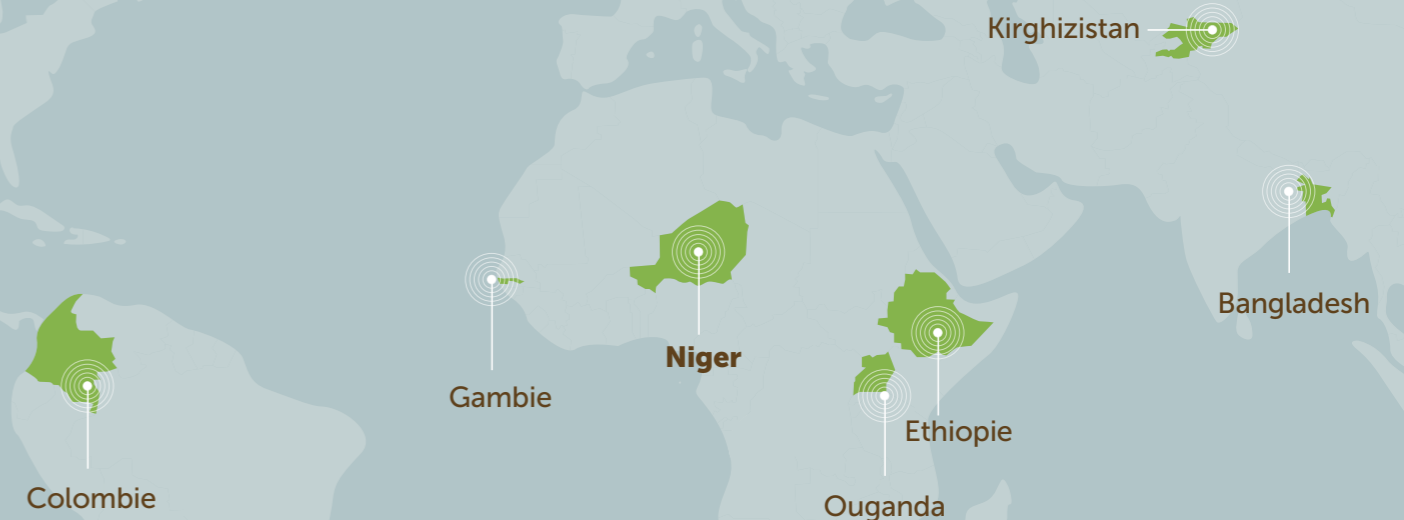 Kirghizistan
Bangladesh
Niger
Gambie
Ethiopie
Colombie
Ouganda